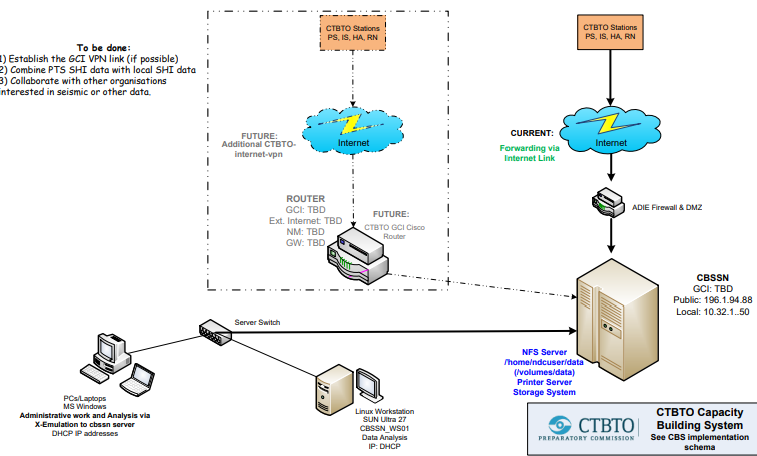 To be done:
1) Establish the GCI VPN link (if possible)
2) Combine PTS SHI data with local SHI data
3) Collaborate with other organisations
interested in seismic or other data.
CTBTO Stations
PS, IS, HA, RN
FUTURE:
Additional CTBTO-
internet-vpn
Internet
ROUTER
GCI: TBD
Ext. Internet: TBD
NM: TBD
GW: TBD
FUTURE:
CTBTO GCI Cisco
Router
CTBTO Stations
PS, IS, HA, RN
CURRENT:
Forwarding via
Internet Link
Internet
ADIE Firewall & DMZ
CBSSN
GCI: TBD
Public: 196.1.94.88
Local: 10.32.1..50
Server Switch
NFS Server
/home/ndcuser/data
(/volumes/data)
Printer Server
Storage System
PCs/Laptops
MS Windows
Administrative work and Analysis via
X-Emulation to cbssn server
DHCP IP addresses
Linux Workstation
SUN Ultra 27
CBSSN_WS01
Data Analysis
IP: DHCP
CTBTO
PREPARATORY COMMISSION
CTBTO Capacity
Building System
See CBS implementation
schema